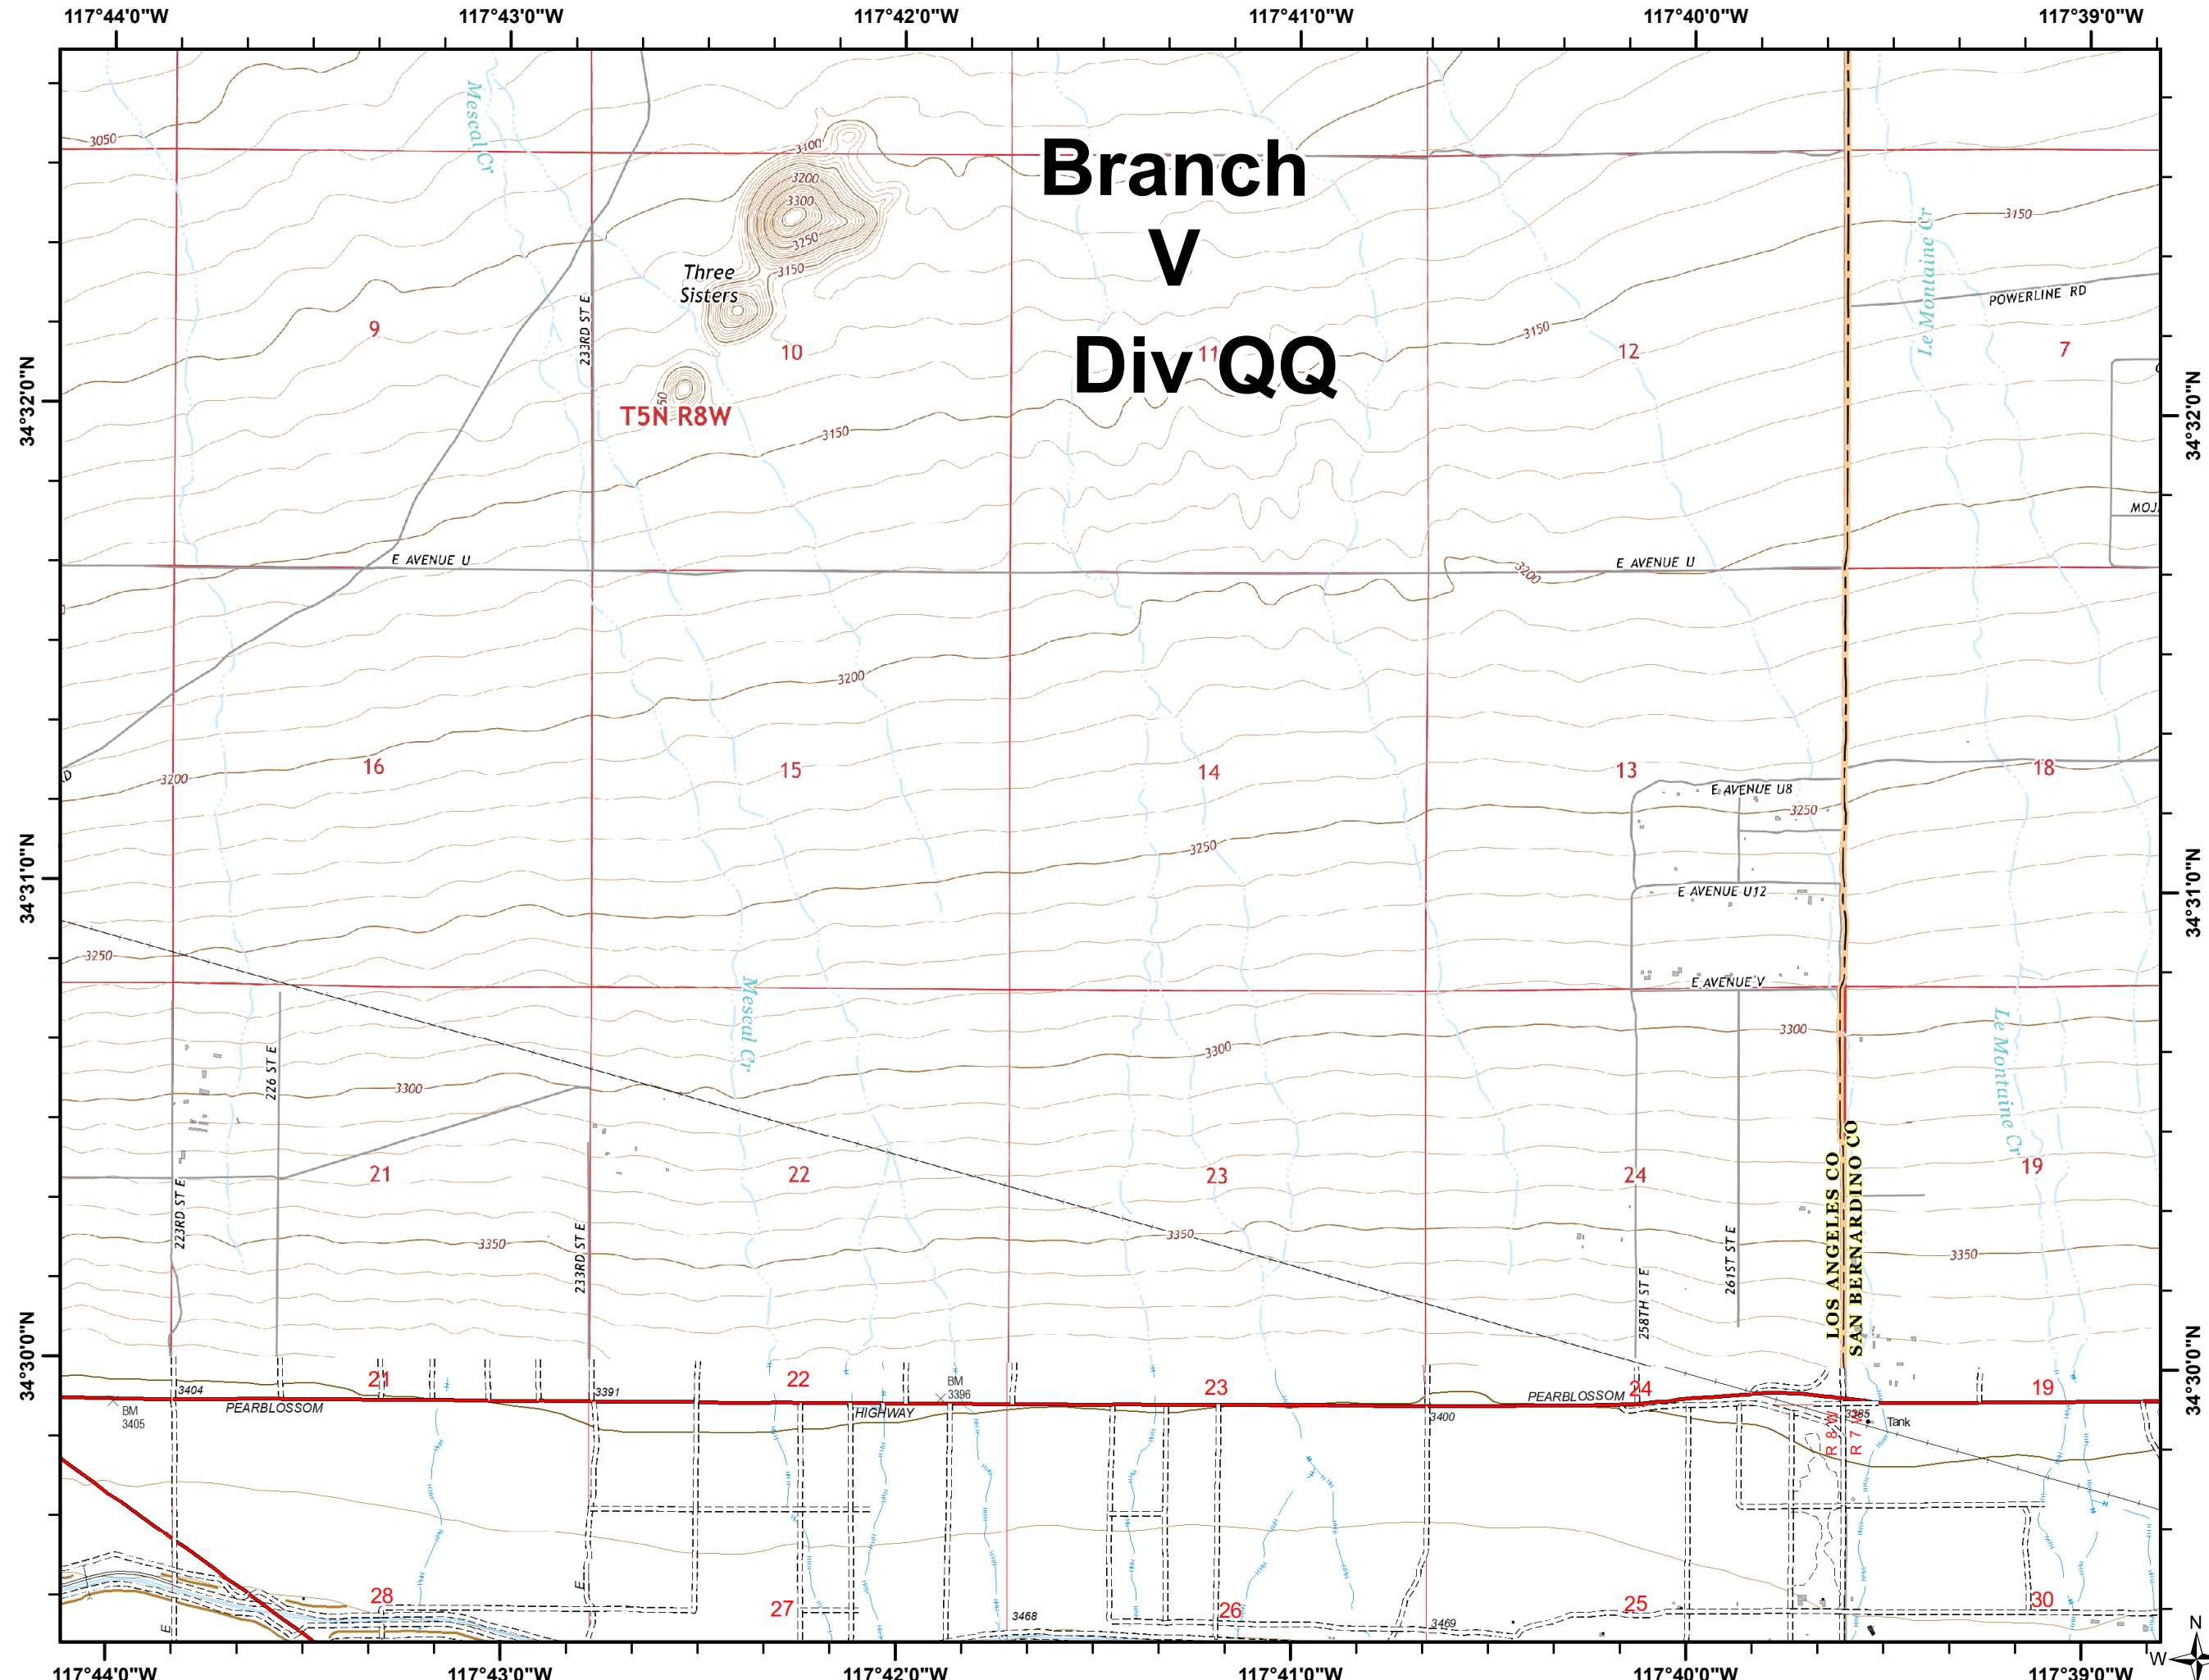 117°44'0"W 117°43'0"W 117°42'0"W 117°41'0"W 117°40'0"W 117°39'0"W
Mescal Cr
3050
3100
Branch
3200
3300
3250
3150
V
3150
Le Montaine Cr
Three
Sisters
POWERLINE RD
233RD ST E
9
10
Div QQ
11
3150
12
7
34°32'0"N
34°32'0"N
T5N R8W
3150
MOJ
E AVENUE U
E AVENUE U
3200
3200
3200
16
15
14
13
18
E AVENUE U8
3250
3250
34°31'0"N
34°31'0"N
E AVENUE U12
3250
E AVENUE V
Mescal Cr
Le Montaine Cr
3300
3300
226 ST E
3300
LOS ANGELES CO
SAN BERNARDINO CO
21
22
23
24
19
223RD ST E
233RD ST E
3350
3350
3350
258TH ST E
261ST ST E
34°30'0"N
34°30'0"N
21
22
23
24
19
3404
3391
BM
3396
PEARBLOSSOM
HIGHWAY
PEARBLOSSOM
BM
3405
3400
3385
Tank
R 8 W
R 7 W
28
27
26
25
30
E
E
3468
3469
N
W
117°44'0"W 117°43'0"W 117°42'0"W 117°41'0"W 117°40'0"W 117°39'0"W